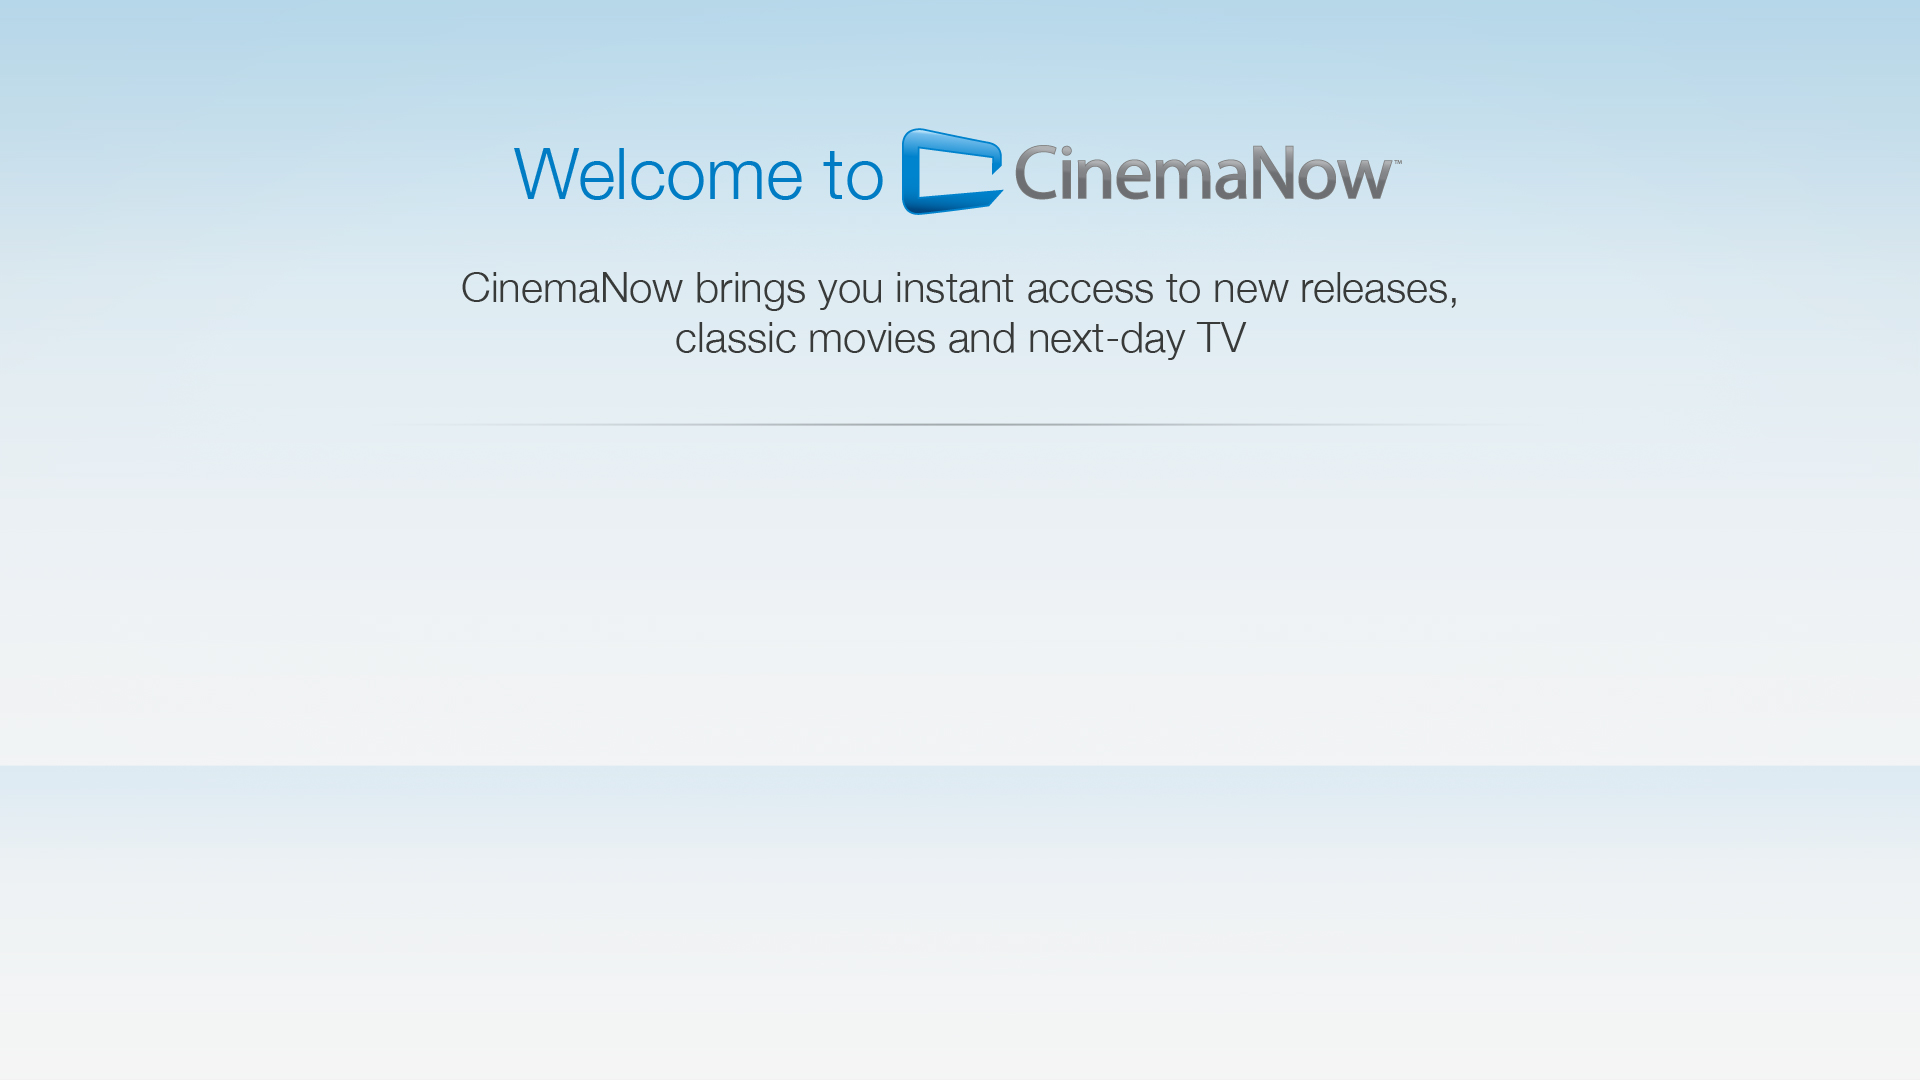 Welcome to CinemaNow™
CinemaNow brings you instant access to new releases,
classic movies and next-day TV